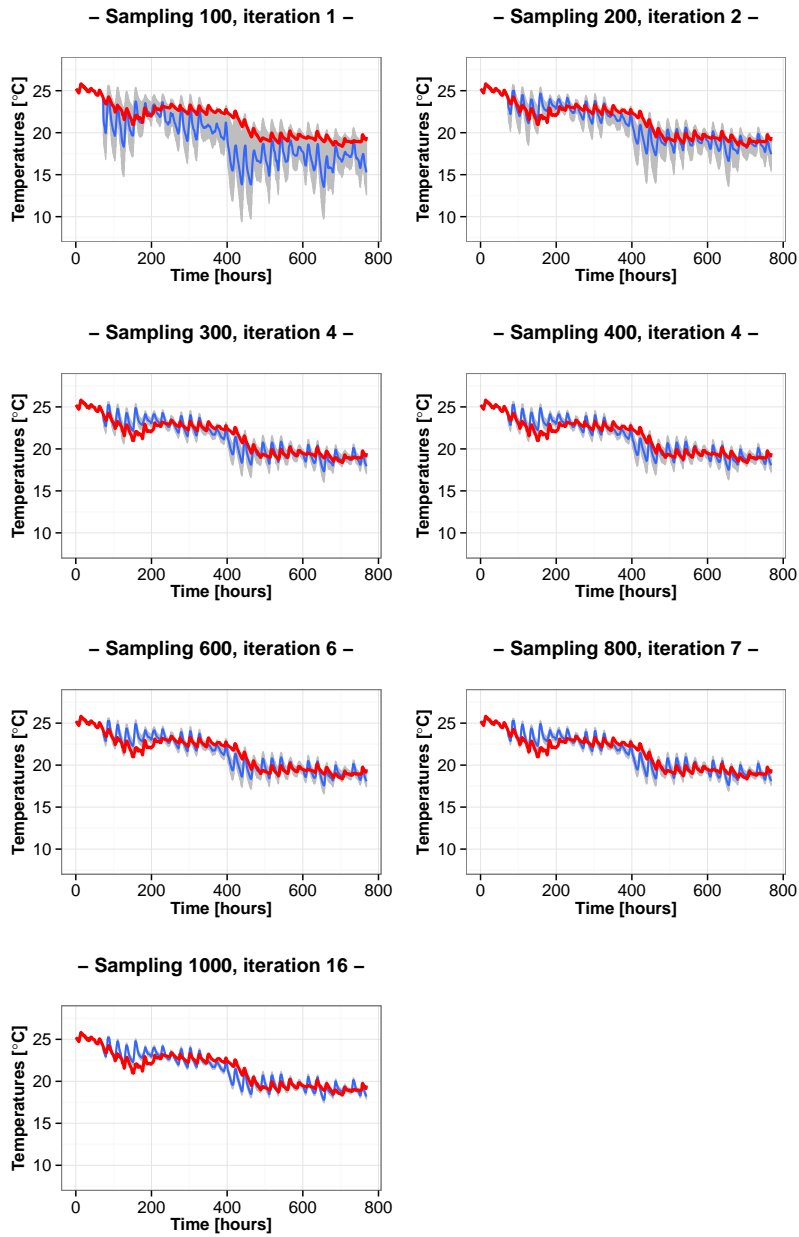 – Sampling 100, iteration 1 –
Temperatures [°C]
25
20
15
10
0 200 400 600 800
Time [hours]
– Sampling 200, iteration 2 –
Temperatures [°C]
25
20
15
10
0 200 400 600 800
Time [hours]
– Sampling 300, iteration 4 –
Temperatures [°C]
25
20
15
10
0 200 400 600 800
Time [hours]
– Sampling 400, iteration 4 –
Temperatures [°C]
25
20
15
10
0 200 400 600 800
Time [hours]
– Sampling 600, iteration 6 –
Temperatures [°C]
25
20
15
10
0 200 400 600 800
Time [hours]
– Sampling 800, iteration 7 –
Temperatures [°C]
25
20
15
10
0 200 400 600 800
Time [hours]
– Sampling 1000, iteration 16 –
Temperatures [°C]
25
20
15
10
0 200 400 600 800
Time [hours]